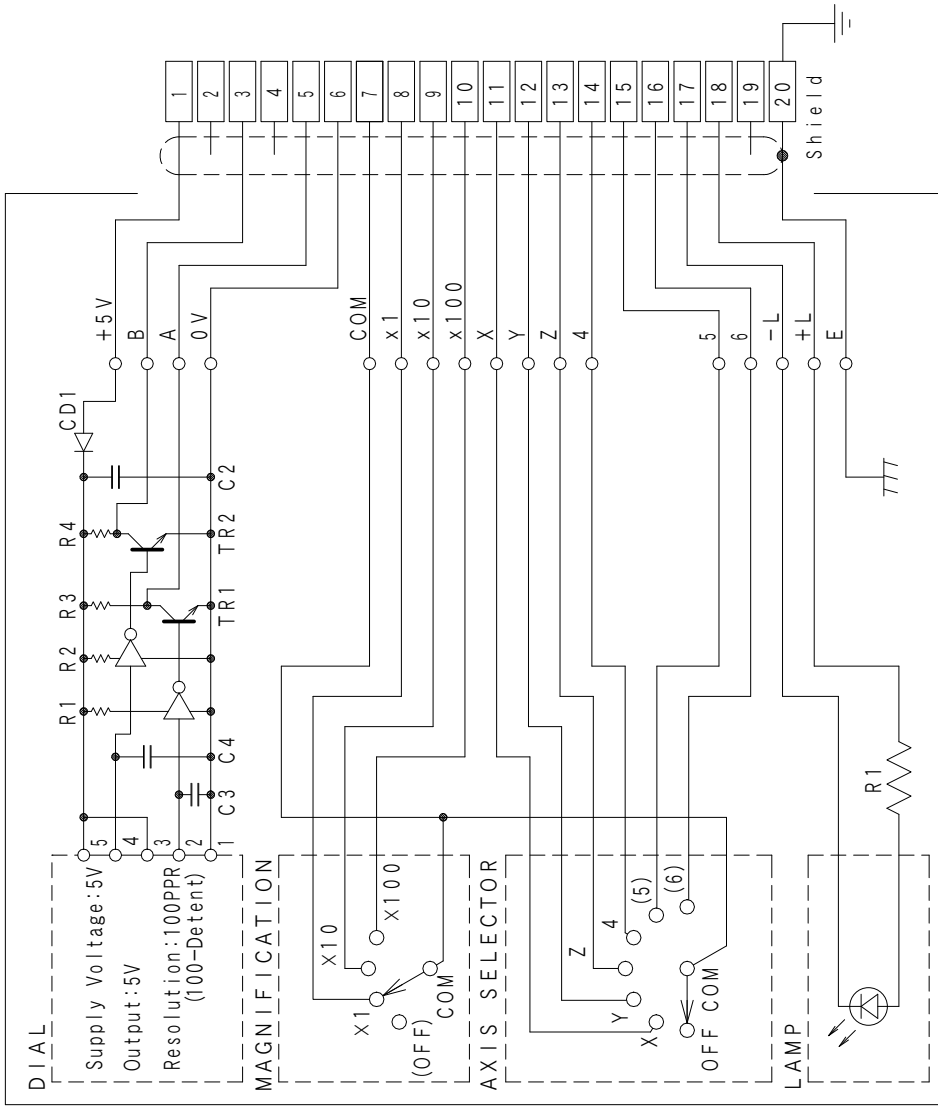 DIAL
Supply Voltage:5V
Output:5V
Resolution:100PPR
(100-Detent)
5
4
3
2
1
R1
R2
R3
R4
CD1
C3
C4
TR1
TR2
C2
+5V
B
A
0V
MAGNIFICATION
(OFF)
X1
X10
X100
COM
COM
x1
x10
x100
X
Y
Z
4
AXIS SELECTOR
OFF
COM
X
Y
Z
4
(5)
(6)
5
6
-L
+L
E
LAMP
R1
1
2
3
4
5
6
7
8
9
10
11
12
13
14
15
16
17
18
19
20
Shield